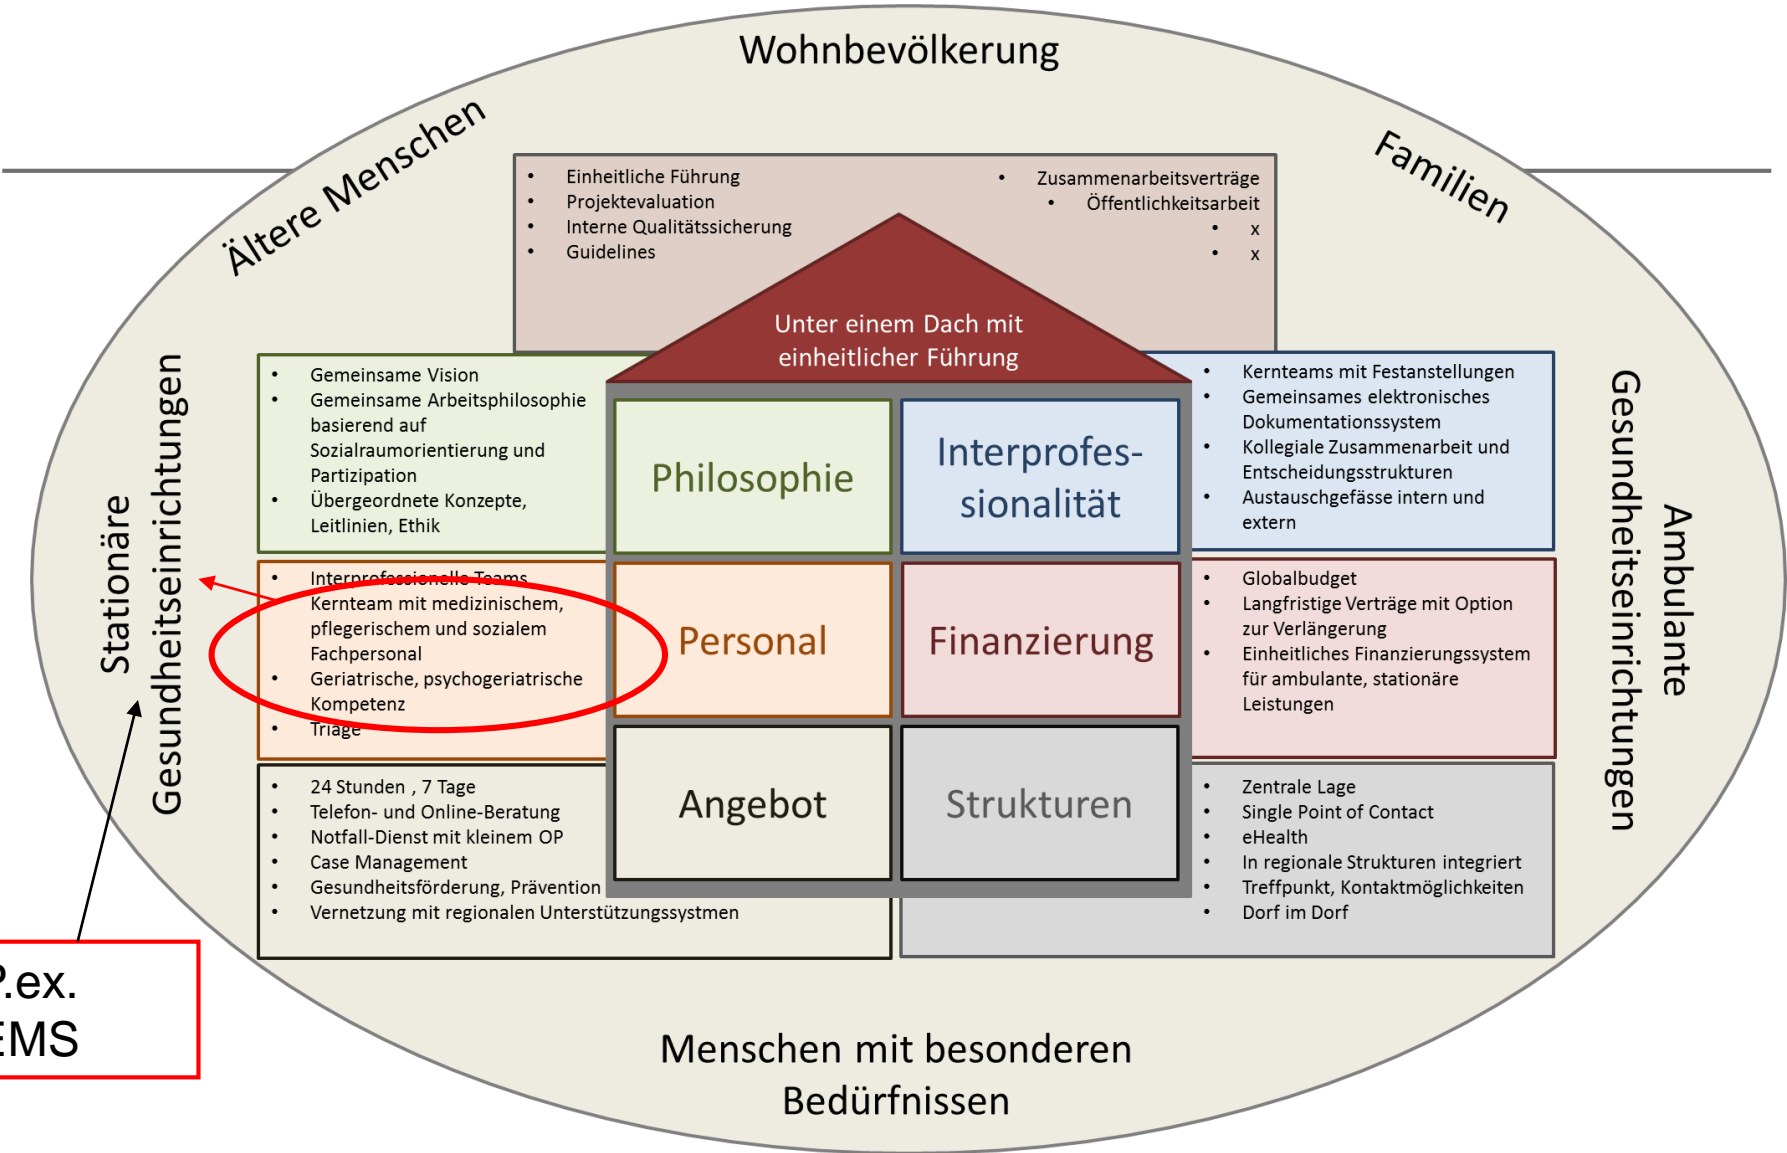 Wohnbevölkerung
Ältere Menschen
Familien
• Einheitliche Führung
• Projektevaluation
• Interne Qualitätssicherung
• Guidelines
• Zusammenarbeitsverträge
• Öffentlichkeitsarbeit
• x
• x
Unter einem Dach mit
einheitlicher Führung
Stationäre
Gesundheitseinrichtungen
• Gemeinsame Vision
• Gemeinsame Arbeitsphilosophie
basierend auf
Sozialraumorientierung und
Partizipation
• Übergeordnete Konzepte,
Leitlinien, Ethik
Philosophie
Interprofes-
sionalität
• Kernteams mit Festanstellungen
• Gemeinsames elektronisches
Dokumentationssystem
• Kollegiale Zusammenarbeit und
Entscheidungsstrukturen
• Austauschgefässe intern und
extern
Ambulante
Gesundheitseinrichtungen
• Interprofessionelle Teams
Kernteam mit medizinischem,
pflegerischem und sozialem
Fachpersonal
• Geriatrische, psychogeriatrische
Kompetenz
• Triage
Personal
Finanzierung
• Globalbudget
• Langfristige Verträge mit Option
zur Verlängerung
• Einheitliches Finanzierungssystem
für ambulante, stationäre
Leistungen
• 24 Stunden , 7 Tage
• Telefon- und Online-Beratung
• Notfall-Dienst mit kleinem OP
• Case Management
• Gesundheitsförderung, Prävention
• Vernetzung mit regionalen Unterstützungssystmen
Angebot
Strukturen
• Zentrale Lage
• Single Point of Contact
• eHealth
• In regionale Strukturen integriert
• Treffpunkt, Kontaktmöglichkeiten
• Dorf im Dorf
P.ex.
EMS
Menschen mit besonderen
Bedürfnissen